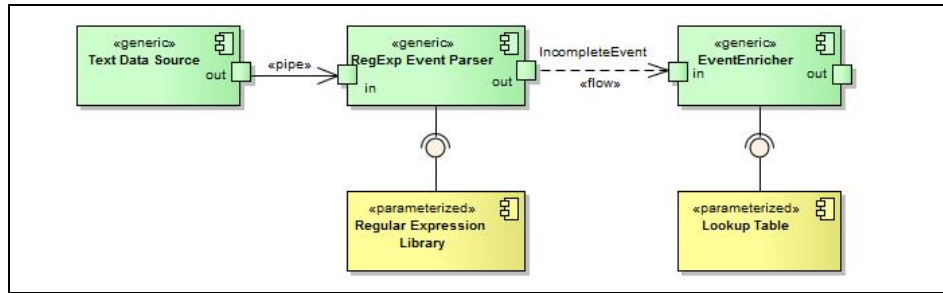 «generic»
Text Data Source
out
«pipe»
«generic»
RegExp Event Parser
in
out
IncompleteEvent
«flow»
«generic»
EventEnricher
in
out
«parameterized»
Regular Expression
Library
«parameterized»
Lookup Table